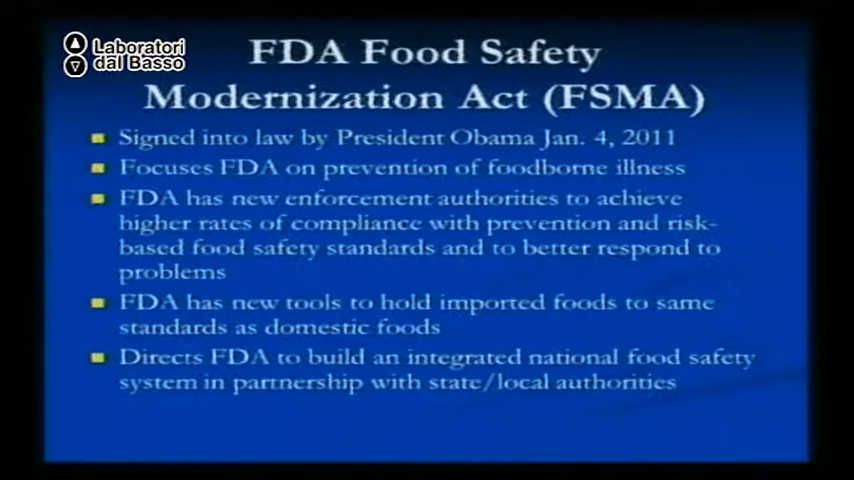 Laboratori
dal Basso
FDA Food Safety
Modernization Act (FSMA)
Signed into law by President Obama Jan. 4, 2011
Focuses FDA on prevention of foodborne illness
FDA has new enforcement authorities to achieve
higher rates of compliance with prevention and risk-
based food safety standards and to better respond to
problems
FDA has new tools to hold imported foods to same
standards as domestic foods
Directs FDA to build an integrated national food safety
system in partnership with state/local authorities